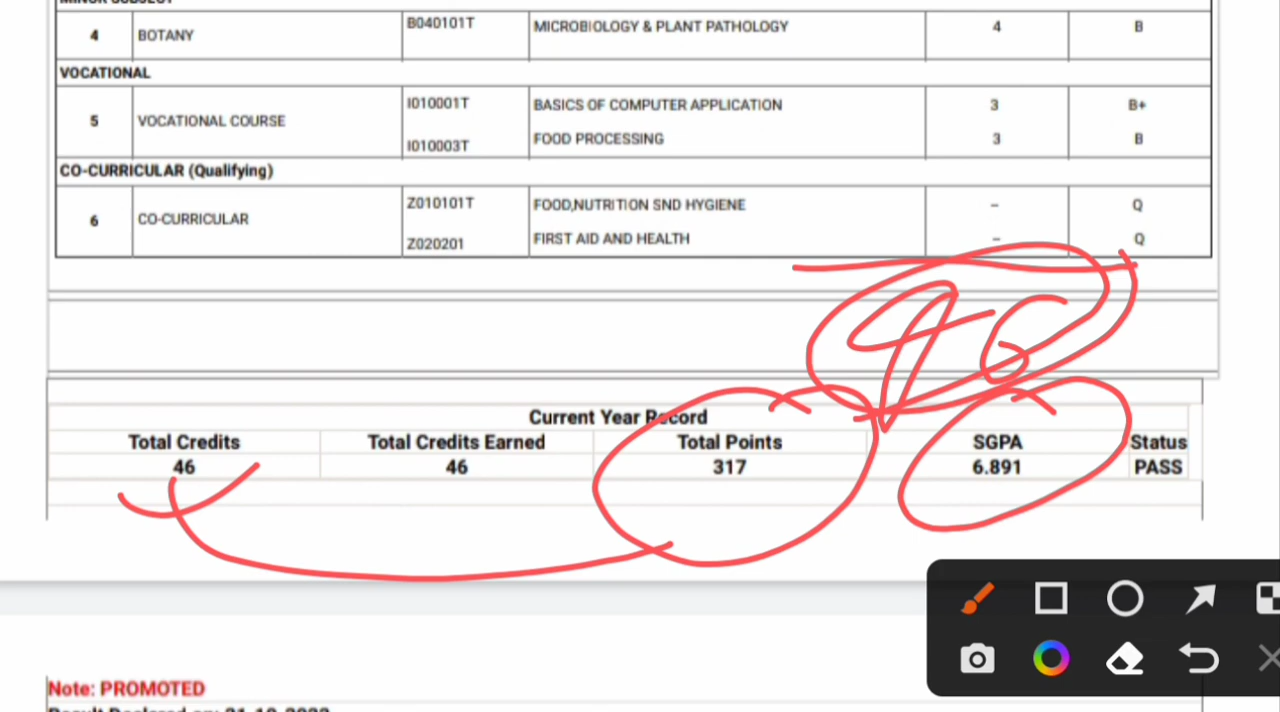 4 BOTANY B040101T MICROBIOLOGY & PLANT PATHOLOGY 4 B
VOCATIONAL
5 VOCATIONAL COURSE I010001T BASICS OF COMPUTER APPLICATION 3 B+
I010003T FOOD PROCESSING 3 B
CO-CURRICULAR (Qualifying)
6 CO-CURRICULAR Z010101T FOOD,NUTRITION SND HYGIENE – Q
Z020201 FIRST AID AND HEALTH – Q
Current Year Record
Total Credits Total Credits Earned Total Points SGPA Status
46 46 317 6.891 PASS
Note: PROMOTED